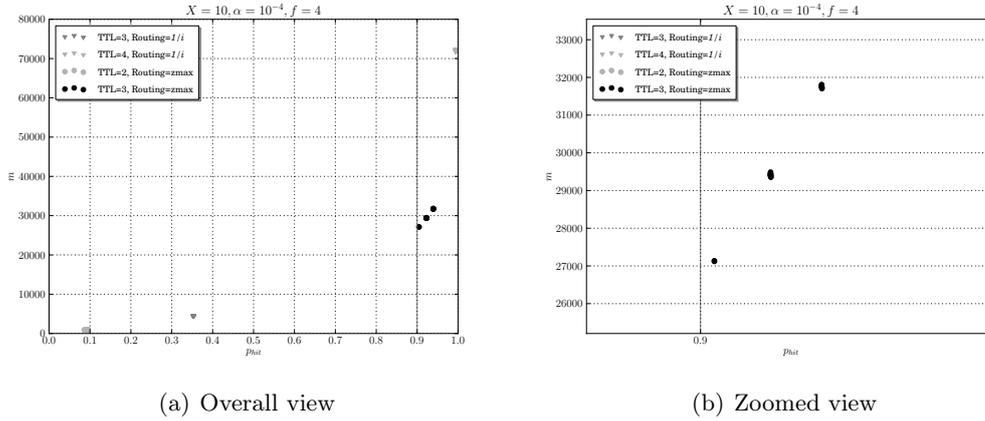 X = 10, α = 10⁻⁴, f = 4
80000
70000
60000
50000
40000
30000
20000
10000
0
m
TTL=3, Routing=1/i
TTL=4, Routing=1/i
TTL=2, Routing=zmax
TTL=3, Routing=zmax
0.0 0.1 0.2 0.3 0.4 0.5 0.6 0.7 0.8 0.9 1.0
p_hit
(a) Overall view
X = 10, α = 10⁻⁴, f = 4
33000
32000
31000
30000
29000
28000
27000
26000
m
TTL=3, Routing=1/i
TTL=4, Routing=1/i
TTL=2, Routing=zmax
TTL=3, Routing=zmax
0.9
p_hit
(b) Zoomed view